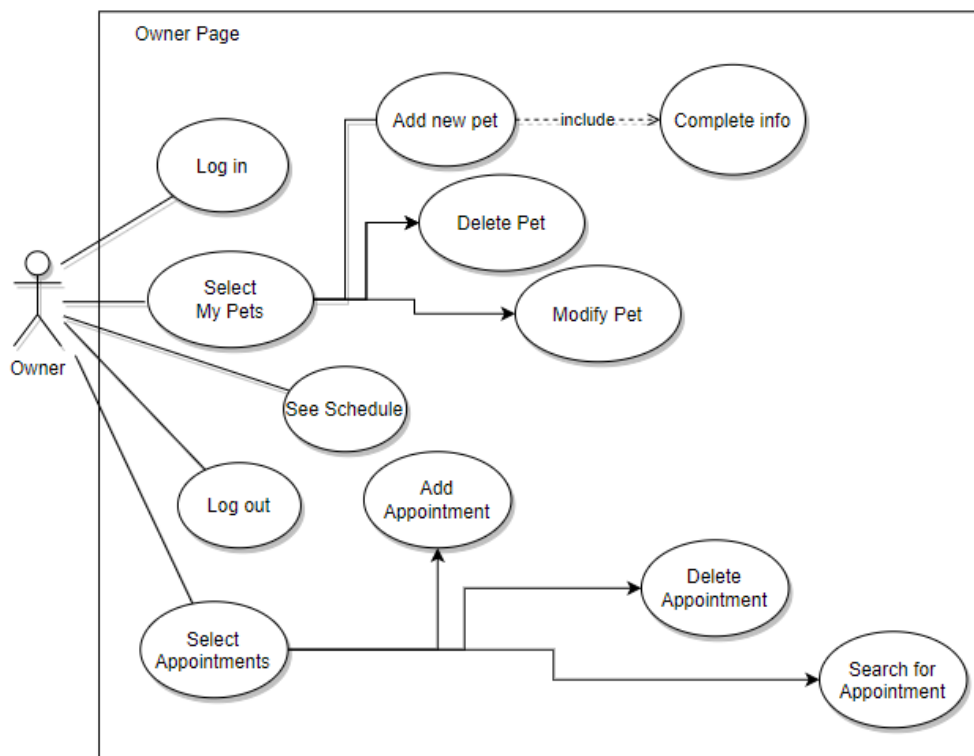 Owner Page
Add new pet
include
Complete info
Log in
Delete Pet
Select
My Pets
Modify Pet
Owner
See Schedule
Add
Appointment
Log out
Delete
Appointment
Select
Appointments
Search for
Appointment